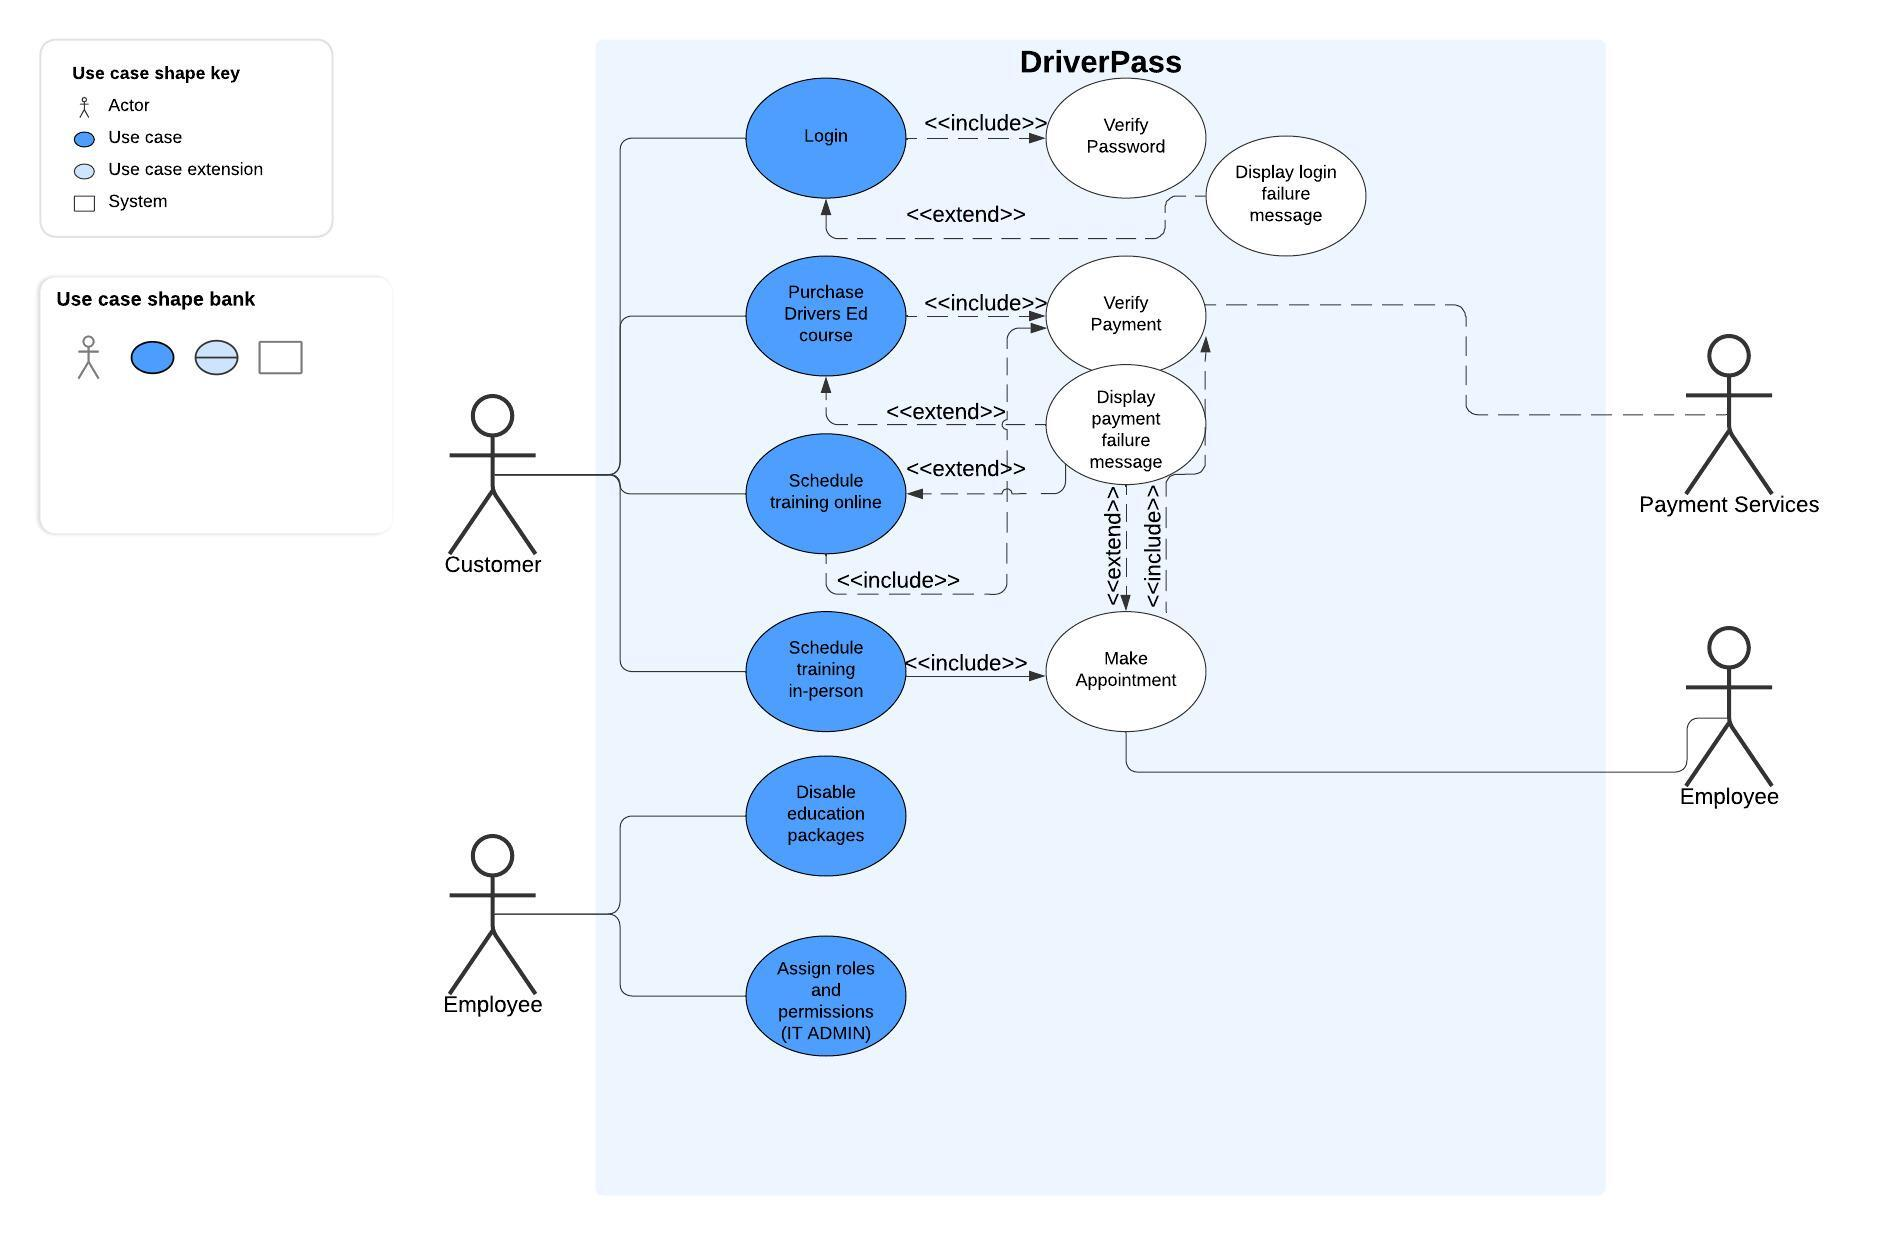 Use case shape key
Actor
Use case
Use case extension
System
Use case shape bank
DriverPass
Login
<<include>>
Verify
Password
Display login
failure
message
<<extend>>
Purchase
Drivers Ed
course
<<include>>
Verify
Payment
<<extend>>
Display
payment
failure
message
<<extend>>
Schedule
training online
<<extend>>
<<include>>
<<include>>
Schedule
training
in-person
<<include>>
Make
Appointment
Disable
education
packages
Assign roles
and
permissions
(IT ADMIN)
Customer
Employee
Payment Services
Employee